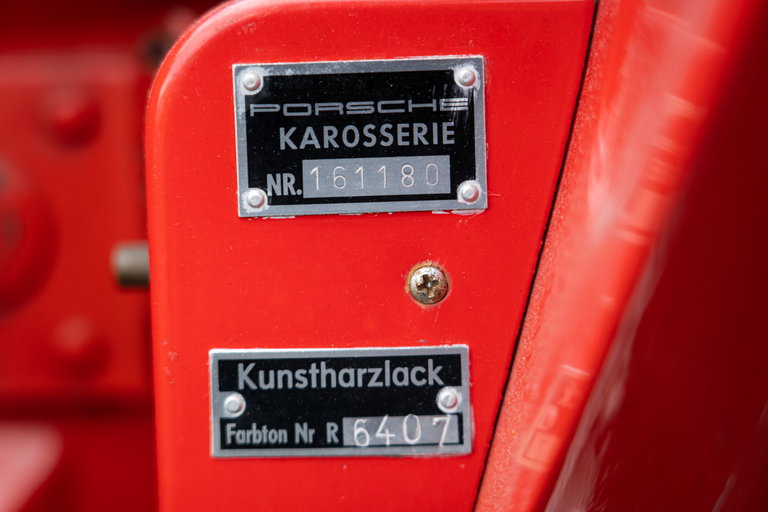 PORSCHE
KAROSSERIE
NR. 161180
Kunstharzlack
Farbton Nr R 6407